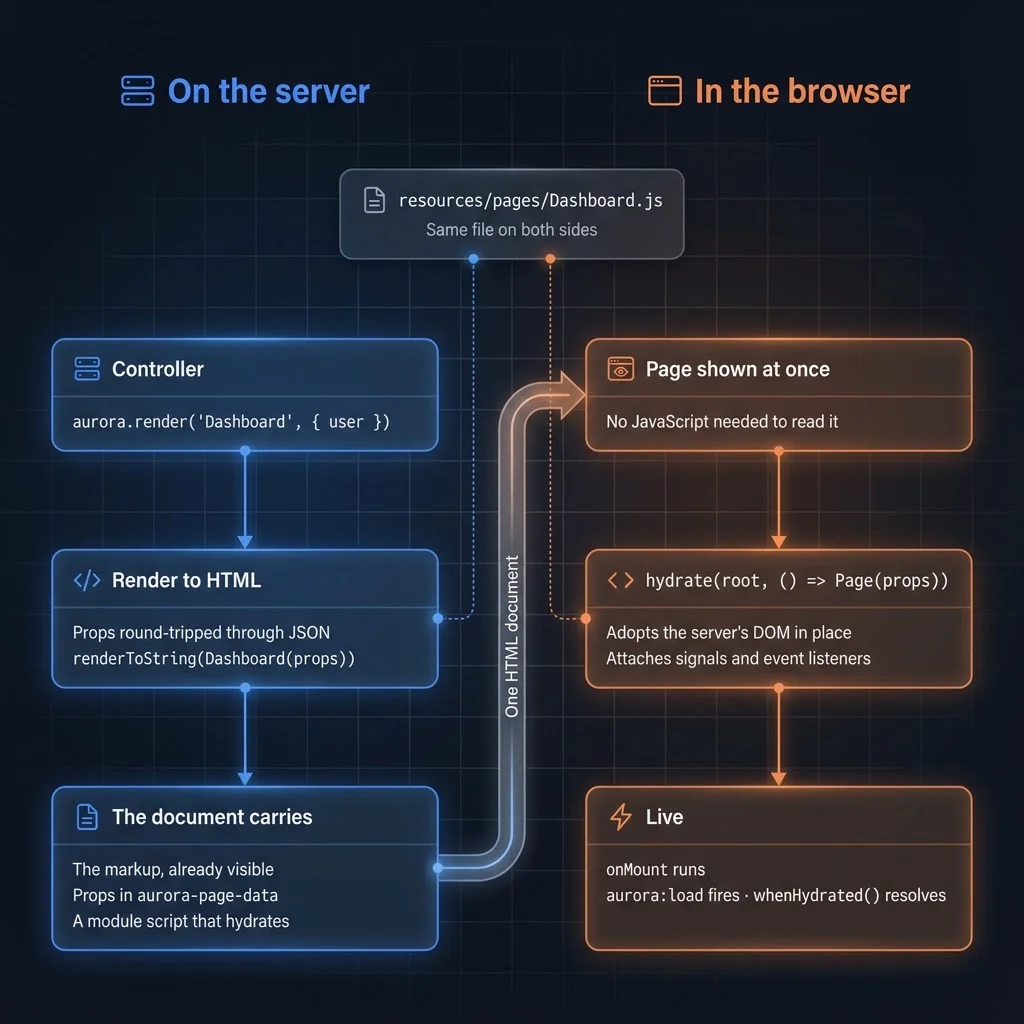 On the server
In the browser
resources/pages/Dashboard.js
Same file on both sides
Controller
aurora.render('Dashboard', { user })
Render to HTML
Props round-tripped through JSON
renderToString(Dashboard(props))
The document carries
The markup, already visible
Props in aurora-page-data
A module script that hydrates
One HTML document
Page shown at once
No JavaScript needed to read it
hydrate(root, () => Page(props))
Adopts the server's DOM in place
Attaches signals and event listeners
Live
onMount runs
aurora:load fires · whenHydrated() resolves